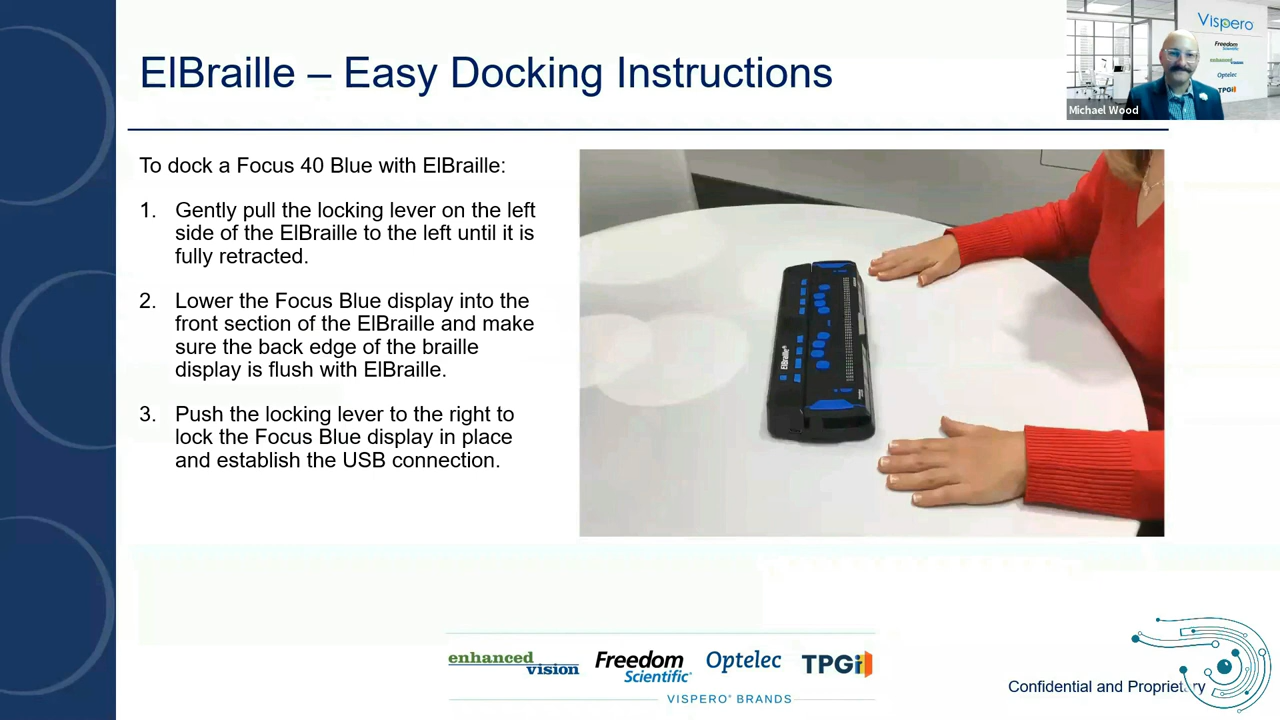 ElBraille – Easy Docking Instructions
Vispero
Freedom
Scientific
enhanced
vision
Optelec
TPGi
Michael Wood
To dock a Focus 40 Blue with ElBraille:
1. Gently pull the locking lever on the left
side of the ElBraille to the left until it is
fully retracted.
2. Lower the Focus Blue display into the
front section of the ElBraille and make
sure the back edge of the braille
display is flush with ElBraille.
3. Push the locking lever to the right to
lock the Focus Blue display in place
and establish the USB connection.
ElBraille
enhanced
vision
Freedom
Scientific®
Optelec
TPGi
VISPERO® BRANDS
Confidential and Proprietary